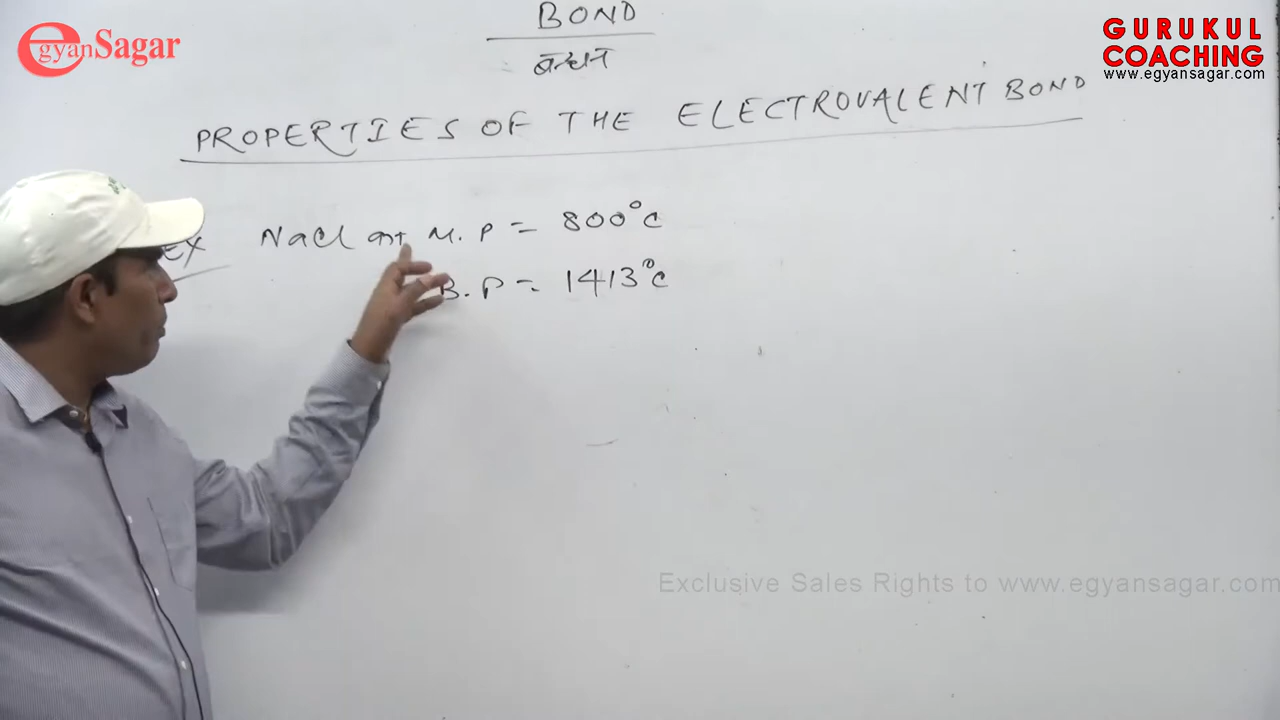 egyanSagar
GURUKUL
COACHING
www.egyansagar.com
BOND
बन्धन
PROPERTIES OF THE ELECTROVALENT BOND
Ex NaCl का M.P = 800°C
B.P = 1413°C
Exclusive Sales Rights to www.egyansagar.com